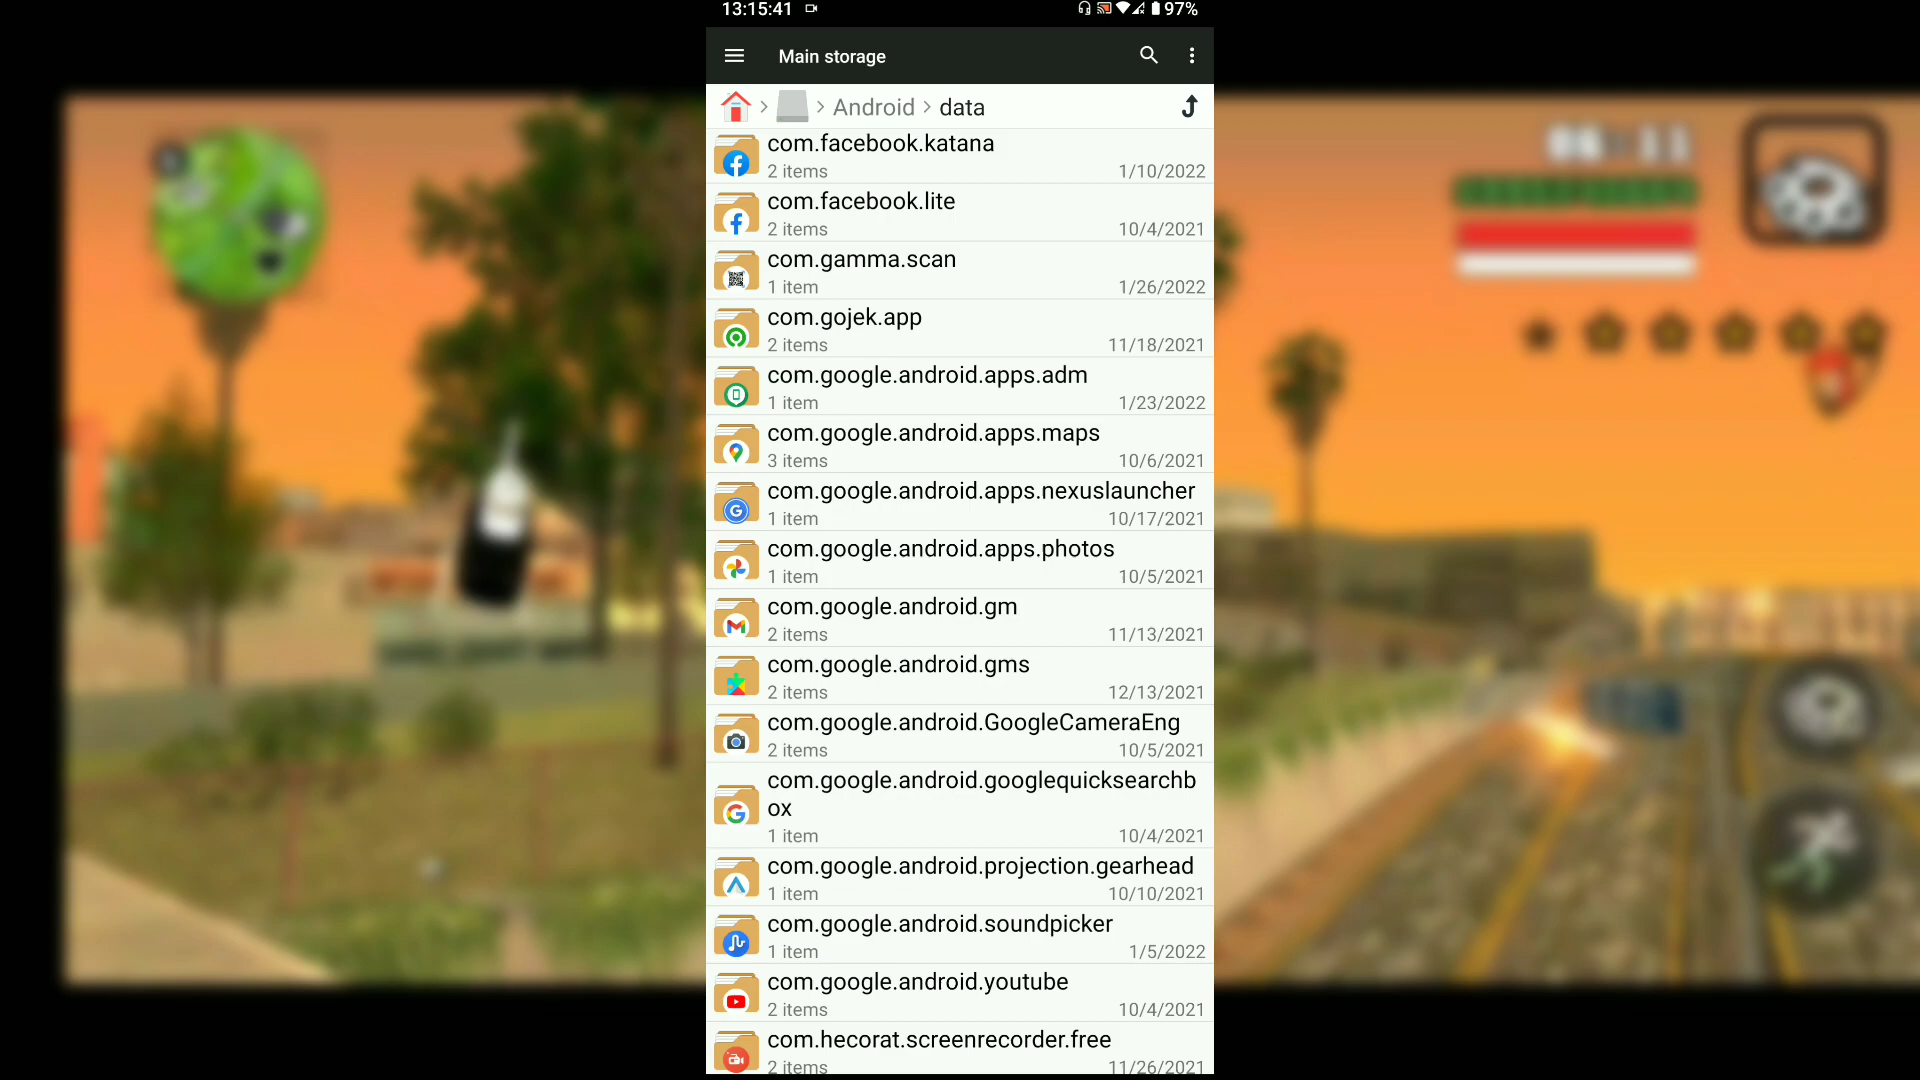 13:15:41 97%
Main storage
Android data
com.facebook.katana
2 items 1/10/2022
com.facebook.lite
2 items 10/4/2021
com.gamma.scan
1 item 1/26/2022
com.gojek.app
2 items 11/18/2021
com.google.android.apps.adm
1 item 1/23/2022
com.google.android.apps.maps
3 items 10/6/2021
com.google.android.apps.nexuslauncher
1 item 10/17/2021
com.google.android.apps.photos
1 item 10/5/2021
com.google.android.gm
2 items 11/13/2021
com.google.android.gms
2 items 12/13/2021
com.google.android.GoogleCameraEng
2 items 10/5/2021
com.google.android.googlequicksearchb
ox
1 item 10/4/2021
com.google.android.projection.gearhead
1 item 10/10/2021
com.google.android.soundpicker
1 item 1/5/2022
com.google.android.youtube
2 items 10/4/2021
com.hecorat.screenrecorder.free
2 items 11/26/2021